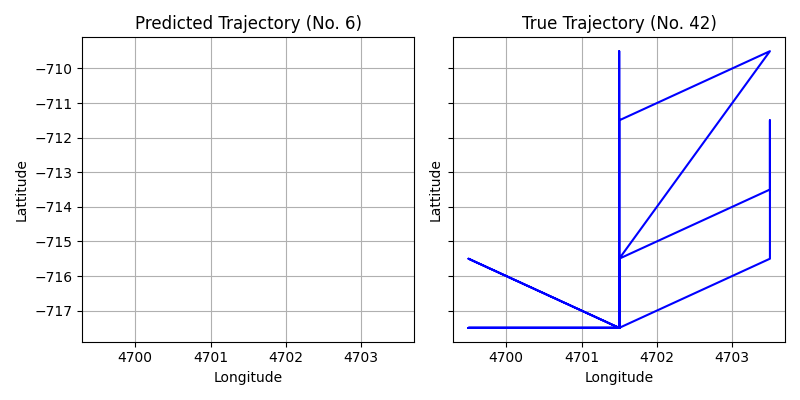 Predicted Trajectory (No. 6)
−710
−711
−712
−713
−714
−715
−716
−717
Lattitude
4700 4701 4702 4703
Longitude
True Trajectory (No. 42)
Lattitude
4700 4701 4702 4703
Longitude